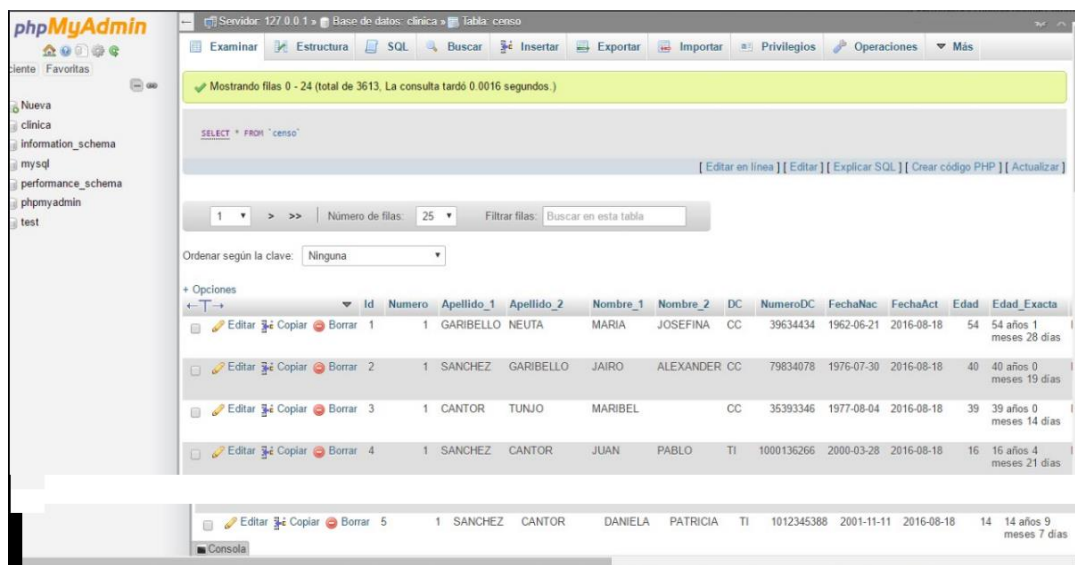 phpMyAdmin
ciente Favoritas
Nueva
clinica
information_schema
mysql
performance_schema
phpmyadmin
test
Servidor: 127.0.0.1 » Base de datos: clinica » Tabla: censo
Examinar Estructura SQL Buscar Insertar Exportar Importar Privilegios Operaciones Más
Mostrando filas 0 - 24 (total de 3613, La consulta tardó 0.0016 segundos.)
SELECT * FROM `censo`
[ Editar en línea ] [ Editar ] [ Explicar SQL ] [ Crear código PHP ] [ Actualizar ]
1 > >> Número de filas: 25 Filtrar filas: Buscar en esta tabla
Ordenar según la clave: Ninguna
+ Opciones
←T→ Id Numero Apellido_1 Apellido_2 Nombre_1 Nombre_2 DC NumeroDC FechaNac FechaAct Edad Edad_Exacta
Editar Copiar Borrar 1 1 GARIBELLO NEUTA MARIA JOSEFINA CC 39634434 1962-06-21 2016-08-18 54 54 años 1
meses 28 días
Editar Copiar Borrar 2 1 SANCHEZ GARIBELLO JAIRO ALEXANDER CC 79834078 1976-07-30 2016-08-18 40 40 años 0
meses 19 días
Editar Copiar Borrar 3 1 CANTOR TUNJO MARIBEL CC 35393346 1977-08-04 2016-08-18 39 39 años 0
meses 14 días
Editar Copiar Borrar 4 1 SANCHEZ CANTOR JUAN PABLO TI 1000136266 2000-03-28 2016-08-18 16 16 años 4
meses 21 días
Editar Copiar Borrar 5 1 SANCHEZ CANTOR DANIELA PATRICIA TI 1012345388 2001-11-11 2016-08-18 14 14 años 9
meses 7 días
Consola